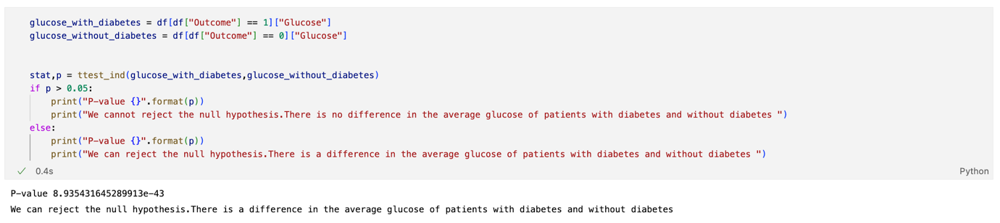 glucose_with_diabetes = df[df["Outcome"] == 1]["Glucose"]
glucose_without_diabetes = df[df["Outcome"] == 0]["Glucose"]
stat,p = ttest_ind(glucose_with_diabetes,glucose_without_diabetes)
if p > 0.05:
    print("P-value {}".format(p))
    print("We cannot reject the null hypothesis.There is no difference in the average glucose of patients with diabetes and without diabetes ")
else:
    print("P-value {}".format(p))
    print("We can reject the null hypothesis.There is a difference in the average glucose of patients with diabetes and without diabetes ")
0.4s
Python
P-value 8.935431645289913e-43
We can reject the null hypothesis.There is a difference in the average glucose of patients with diabetes and without diabetes